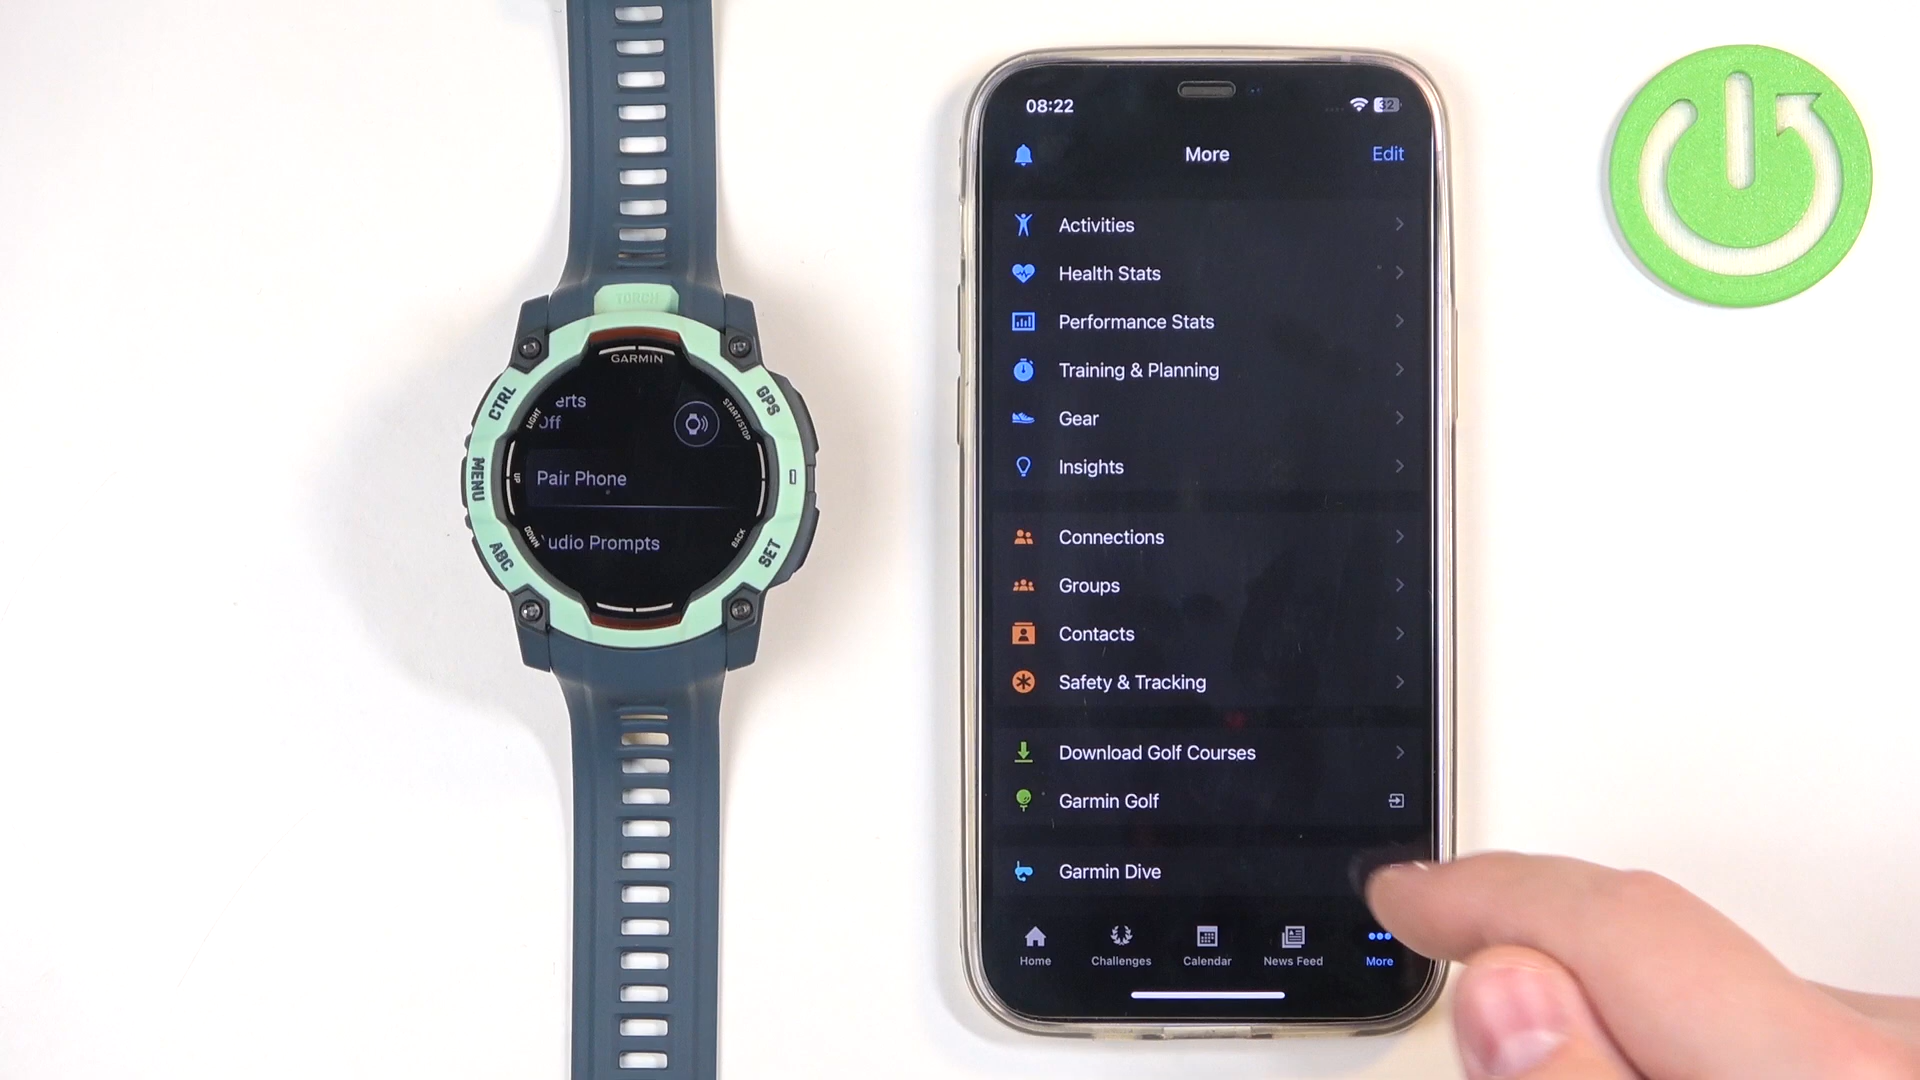 TORCH
GARMIN
CTRL
LIGHT
GPS
START/STOP
MENU
UP
ABC
DOWN
SET
BACK
erts
Off
Pair Phone
udio Prompts
08:22
32
More
Edit
Activities
Health Stats
Performance Stats
Training & Planning
Gear
Insights
Connections
Groups
Contacts
Safety & Tracking
Download Golf Courses
Garmin Golf
Garmin Dive
Home
Challenges
Calendar
News Feed
More